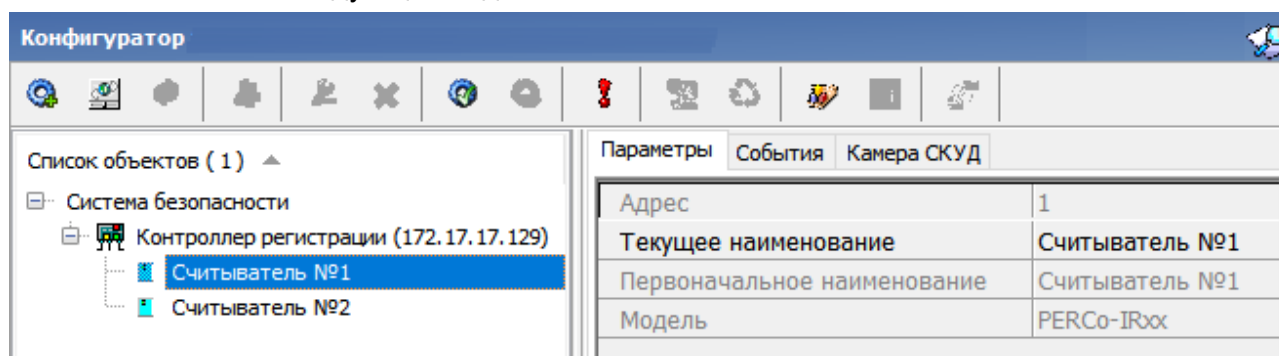 Конфигуратор
Список объектов ( 1 )
Система безопасности
Контроллер регистрации (172.17.17.129)
Считыватель №1
Считыватель №2
Параметры События Камера СКУД
Адрес 1
Текущее наименование Считыватель №1
Первоначальное наименование Считыватель №1
Модель PERCo-IRxx